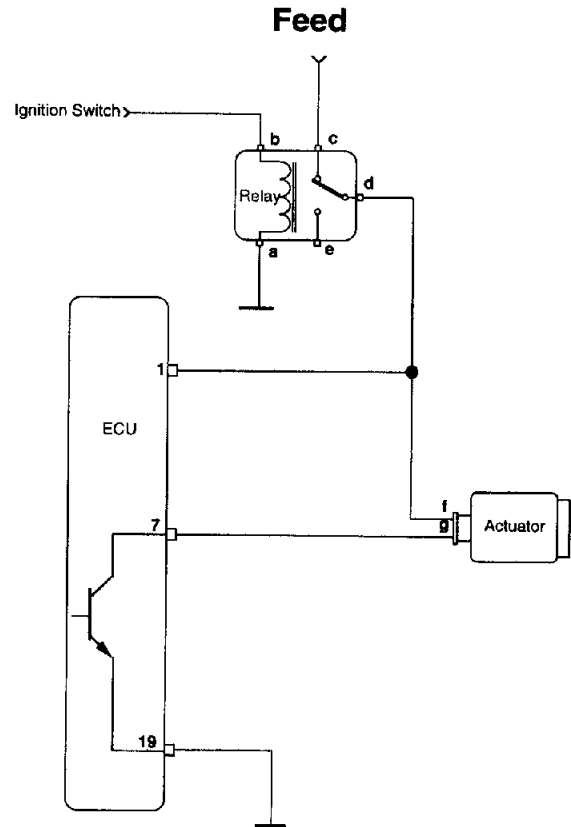 Feed
Ignition Switch
b
c
Relay
d
a
e
1
ECU
f
7
g
Actuator
19